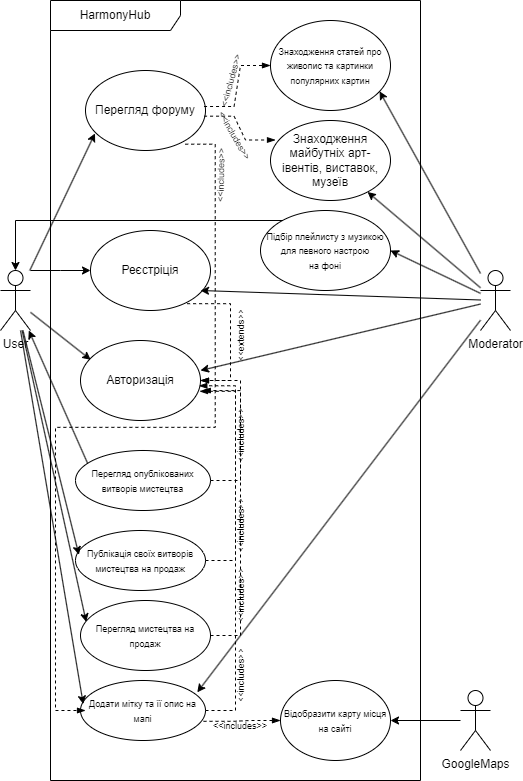 HarmonyHub
Знаходження статей про
живопис та картинки
популярних картин
<<includes>>
Перегляд форуму
<<includes>>
Знаходження
майбутніх арт-
івентів, виставок,
музеїв
<<includes>>
Підбір плейлисту з музикою
для певного настрою
на фоні
Реєстріція
User
Moderator
<<extends>>
Авторизація
<<includes>>
Перегляд опублікованих
витворів мистецтва
<<includes>>
Публікація своїх витворів
мистецтва на продаж
<<includes>>
Перегляд мистецтва на
продаж
<<includes>>
Додати мітку та її опис на
мапі
<<includes>>
Відобразити карту місця
на сайті
GoogleMaps